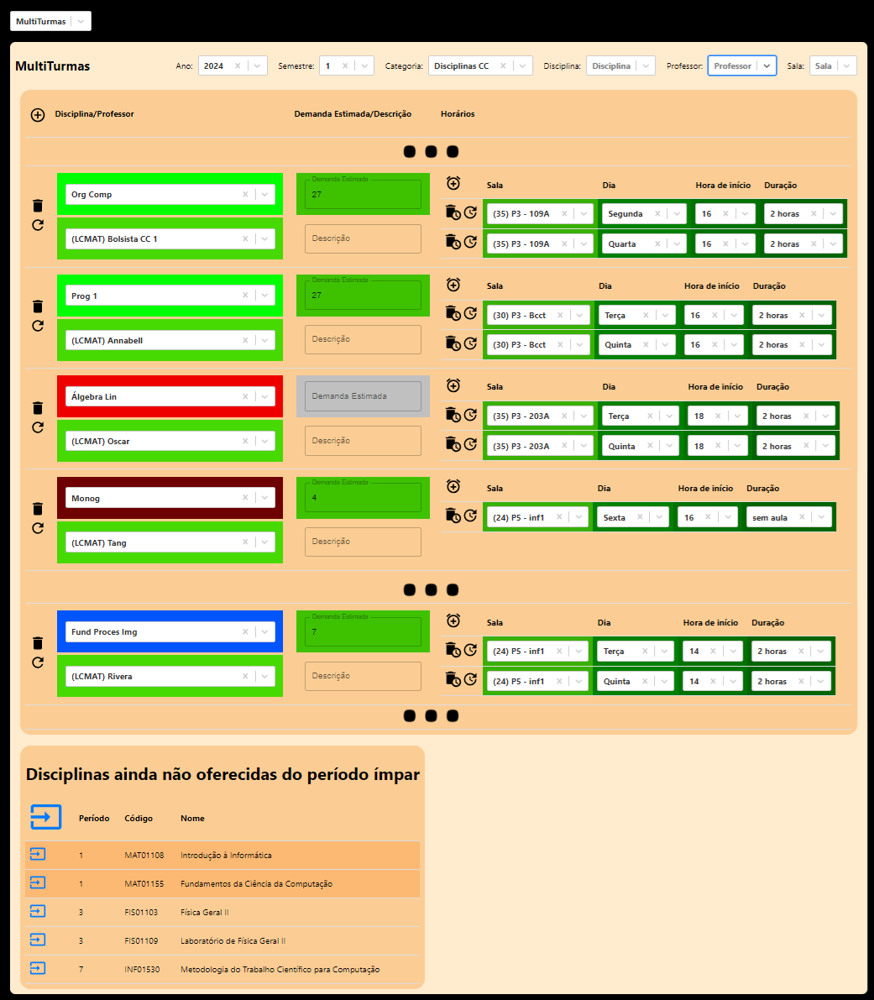 MultiTurmas
MultiTurmas Ano: 2024 Semestre: 1 Categoria: Disciplinas CC Disciplina: Disciplina Professor: Professor Sala: Sala
Disciplina/Professor Demanda Estimada/Descrição Horários
Org Comp Demanda Estimada 27 Sala Dia Hora de início Duração
(35) P3 - 109A Segunda 16 2 horas
(LCMAT) Bolsista CC 1 Descrição (35) P3 - 109A Quarta 16 2 horas
Prog 1 Demanda Estimada 27 Sala Dia Hora de início Duração
(30) P3 - Bcct Terça 16 2 horas
(LCMAT) Annabell Descrição (30) P3 - Bcct Quinta 16 2 horas
Álgebra Lin Demanda Estimada Sala Dia Hora de início Duração
(35) P3 - 203A Terça 18 2 horas
(LCMAT) Oscar Descrição (35) P3 - 203A Quinta 18 2 horas
Monog Demanda Estimada 4 Sala Dia Hora de início Duração
(24) P5 - inf1 Sexta 16 sem aula
(LCMAT) Tang Descrição
Fund Proces Img Demanda Estimada 7 Sala Dia Hora de início Duração
(24) P5 - inf1 Terça 14 2 horas
(LCMAT) Rivera Descrição (24) P5 - inf1 Quinta 14 2 horas
Disciplinas ainda não oferecidas do período ímpar
Período Código Nome
1 MAT01108 Introdução à Informática
1 MAT01155 Fundamentos da Ciência da Computação
3 FIS01103 Física Geral II
3 FIS01109 Laboratório de Física Geral II
7 INF01530 Metodologia do Trabalho Científico para Computação